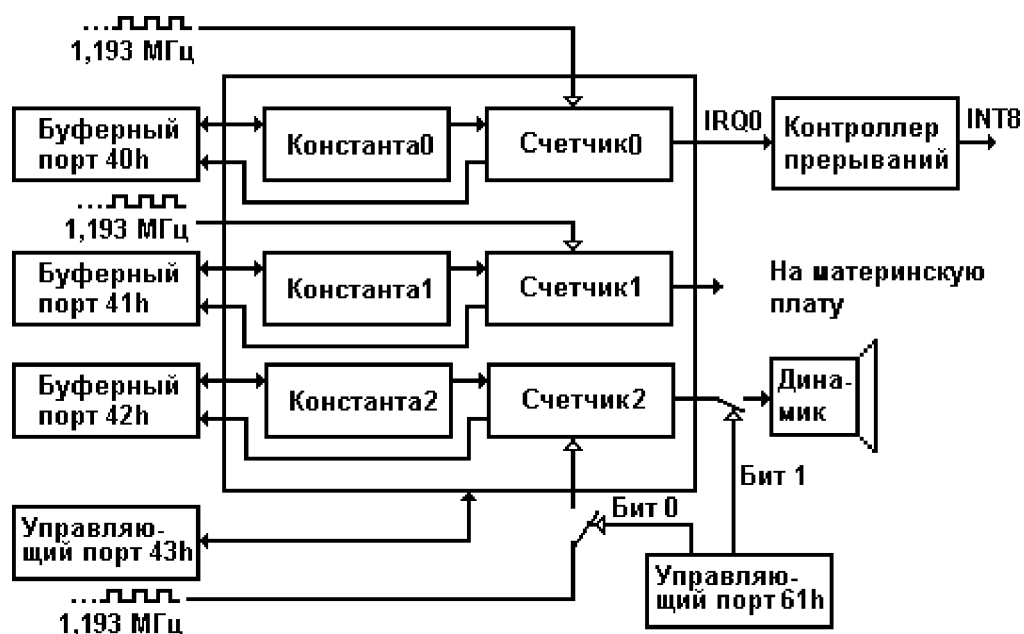 1,193 МГц
Буферный
порт 40h
Константа0
Счетчик0
IRQ0
Контроллер
прерываний
INT8
1,193 МГц
Буферный
порт 41h
Константа1
Счетчик1
На материнскую
плату
Буферный
порт 42h
Константа2
Счетчик2
Дина-
мик
Бит 1
Бит 0
Управляю-
щий порт 43h
Управляю-
щий порт 61h
1,193 МГц